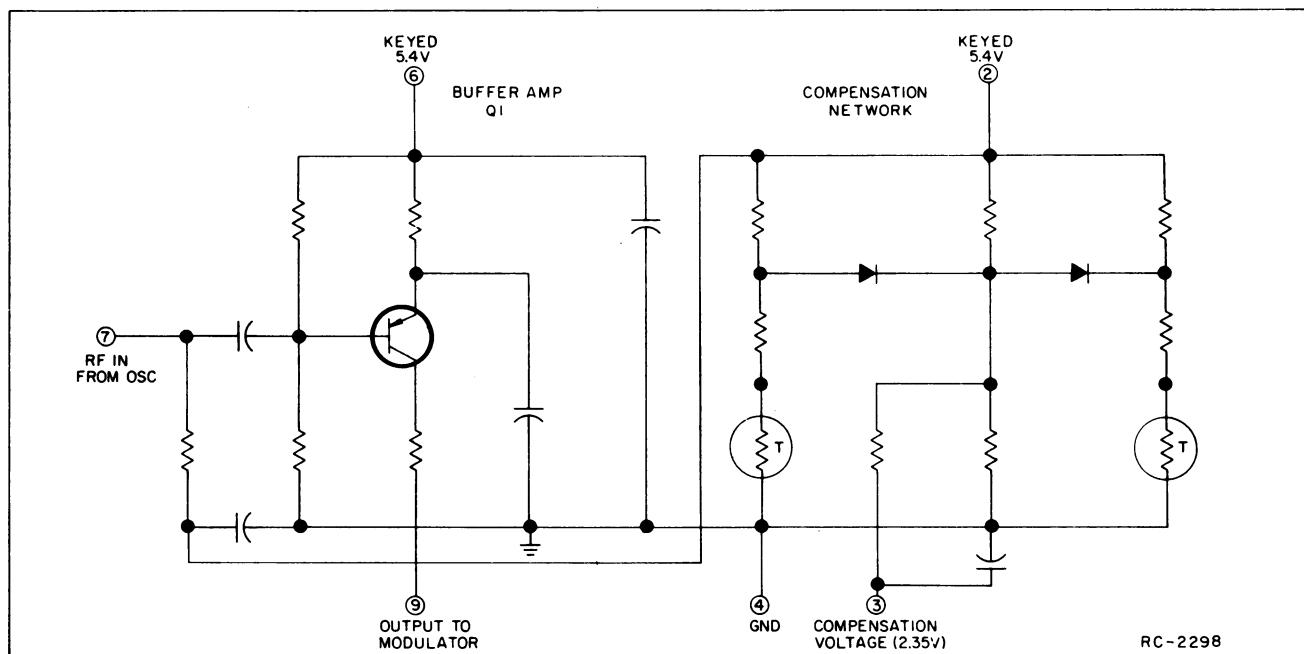 KEYED
5.4V
6
BUFFER AMP
Q1
COMPENSATION
NETWORK
KEYED
5.4V
2
7
RF IN
FROM OSC
T
T
9
OUTPUT TO
MODULATOR
4
GND
3
COMPENSATION
VOLTAGE (2.35V)
RC-2298